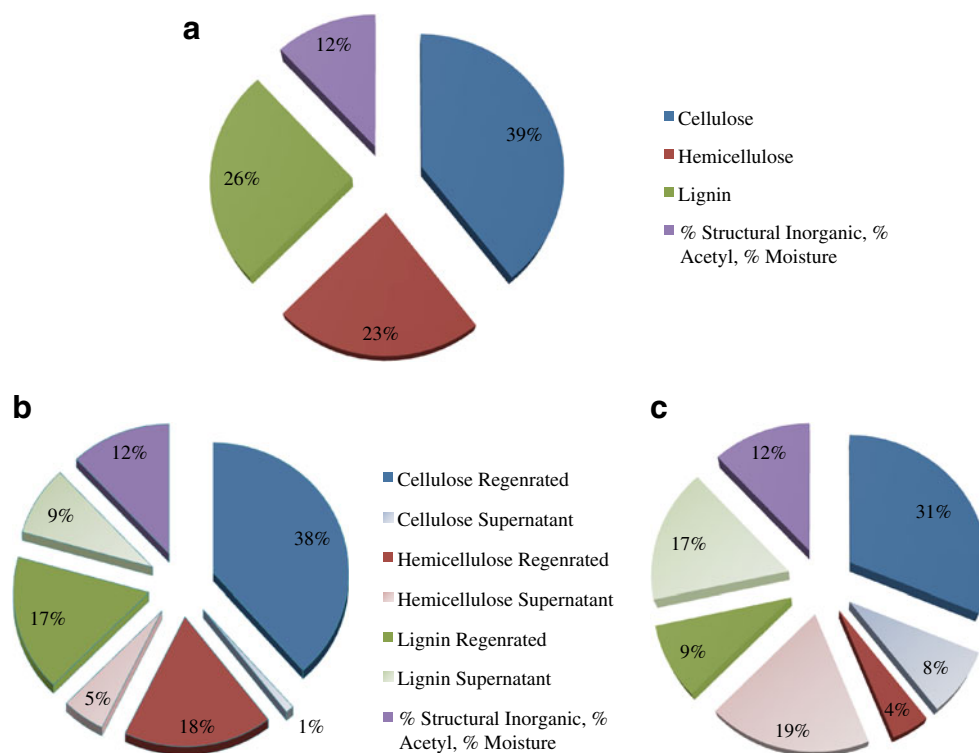 a
12%
39%
26%
23%
Cellulose
Hemicellulose
Lignin
% Structural Inorganic, %
Acetyl, % Moisture
b
12%
9%
38%
17%
5%
18%
1%
Cellulose Regenrated
Cellulose Supernatant
Hemicellulose Regenrated
Hemicellulose Supernatant
Lignin Regenrated
Lignin Supernatant
% Structural Inorganic, %
Acetyl, % Moisture
c
12%
31%
17%
9%
8%
4%
19%